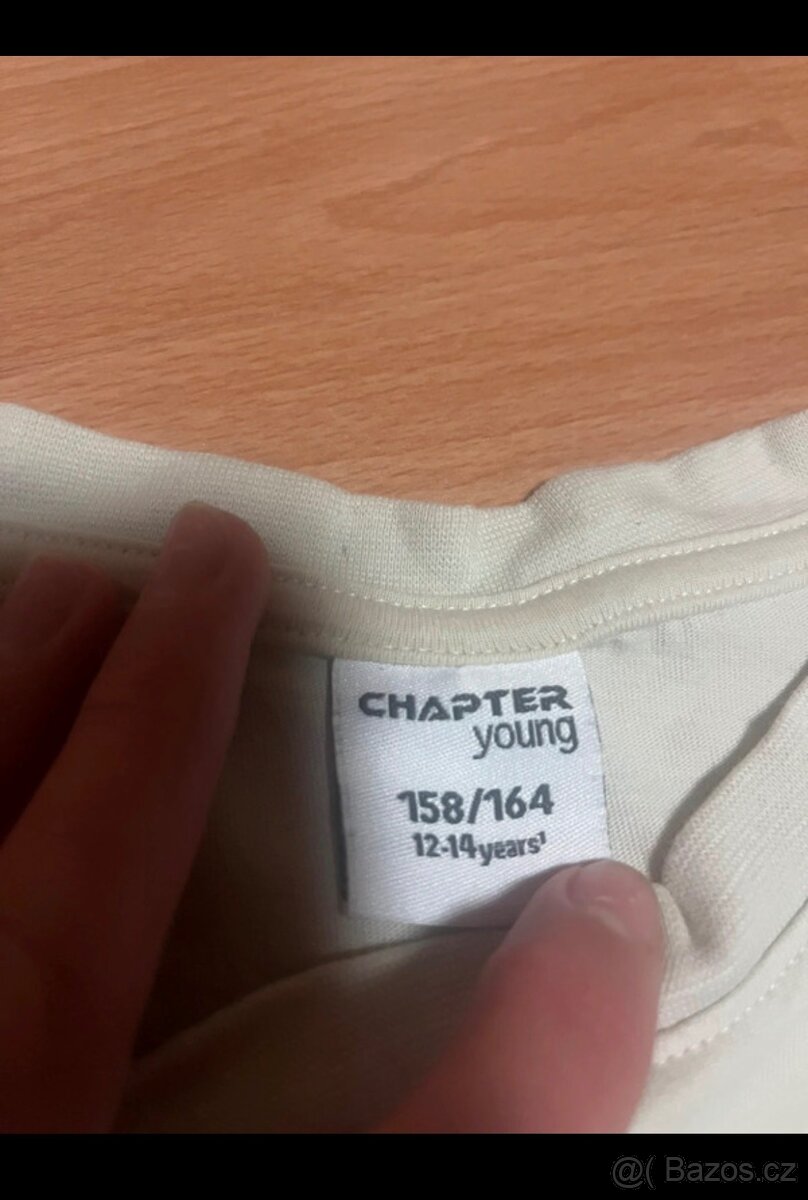 CHAPTER
young
158/164
12-14years¹
@( Bazos.cz